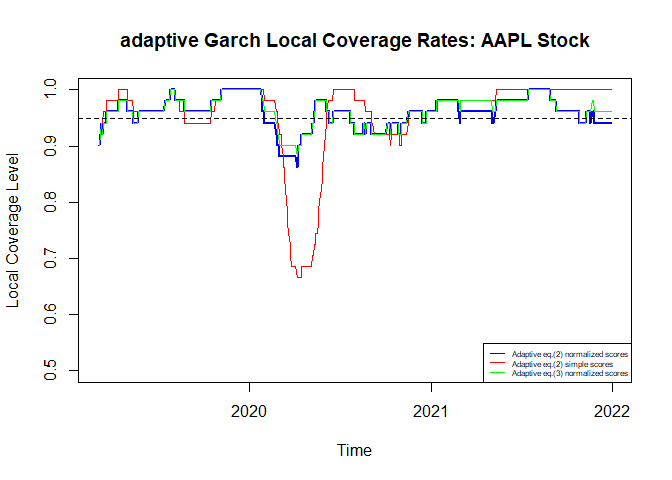 adaptive Garch Local Coverage Rates: AAPL Stock
Local Coverage Level
1.0
0.9
0.8
0.7
0.6
0.5
Adaptive eq.(2) normalized scores
Adaptive eq.(2) simple scores
Adaptive eq.(3) normalized scores
2020 2021 2022
Time